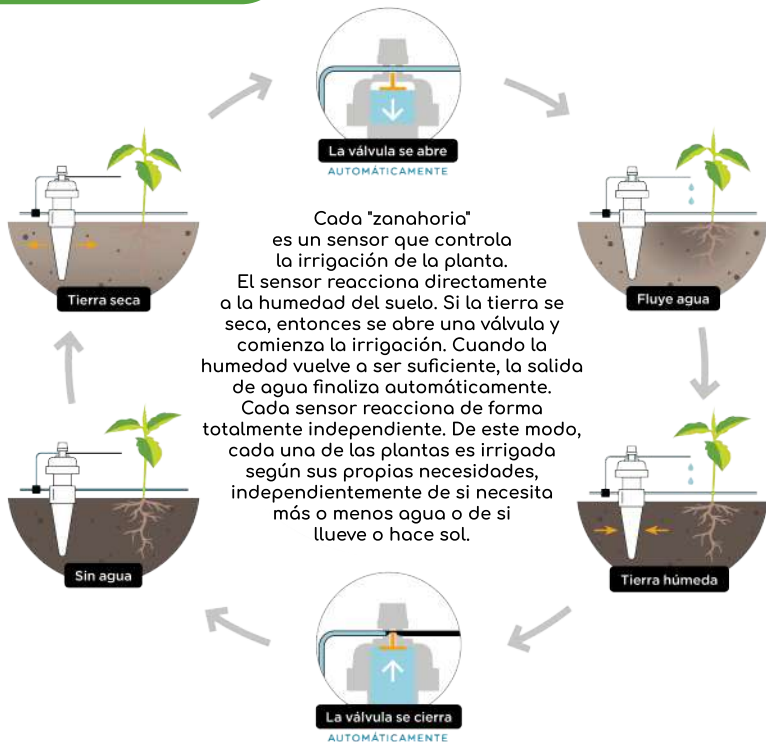 La válvula se abre
AUTOMÁTICAMENTE
Tierra seca
Fluye agua
Cada "zanahoria"
es un sensor que controla
la irrigación de la planta.
El sensor reacciona directamente
a la humedad del suelo. Si la tierra se
seca, entonces se abre una válvula y
comienza la irrigación. Cuando la
humedad vuelve a ser suficiente, la salida
de agua finaliza automáticamente.
Cada sensor reacciona de forma
totalmente independiente. De este modo,
cada una de las plantas es irrigada
según sus propias necesidades,
independientemente de si necesita
más o menos agua o de si
llueve o hace sol.
Sin agua
Tierra húmeda
La válvula se cierra
AUTOMÁTICAMENTE